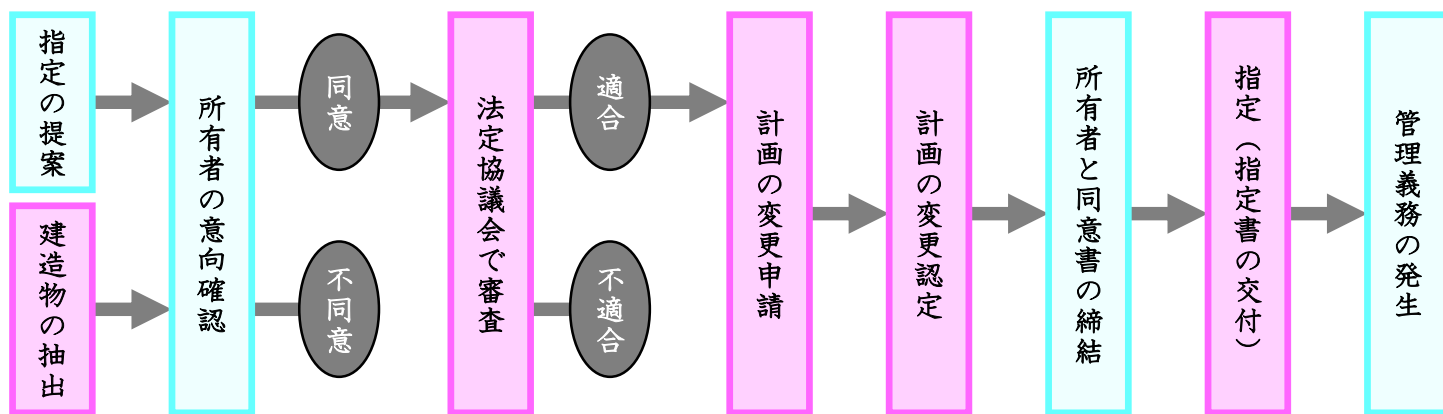 指定の提案
建造物の抽出
所有者の意向確認
同意
不同意
法定協議会で審査
適合
不適合
計画の変更申請
計画の変更認定
所有者と同意書の締結
指定（指定書の交付）
管理義務の発生